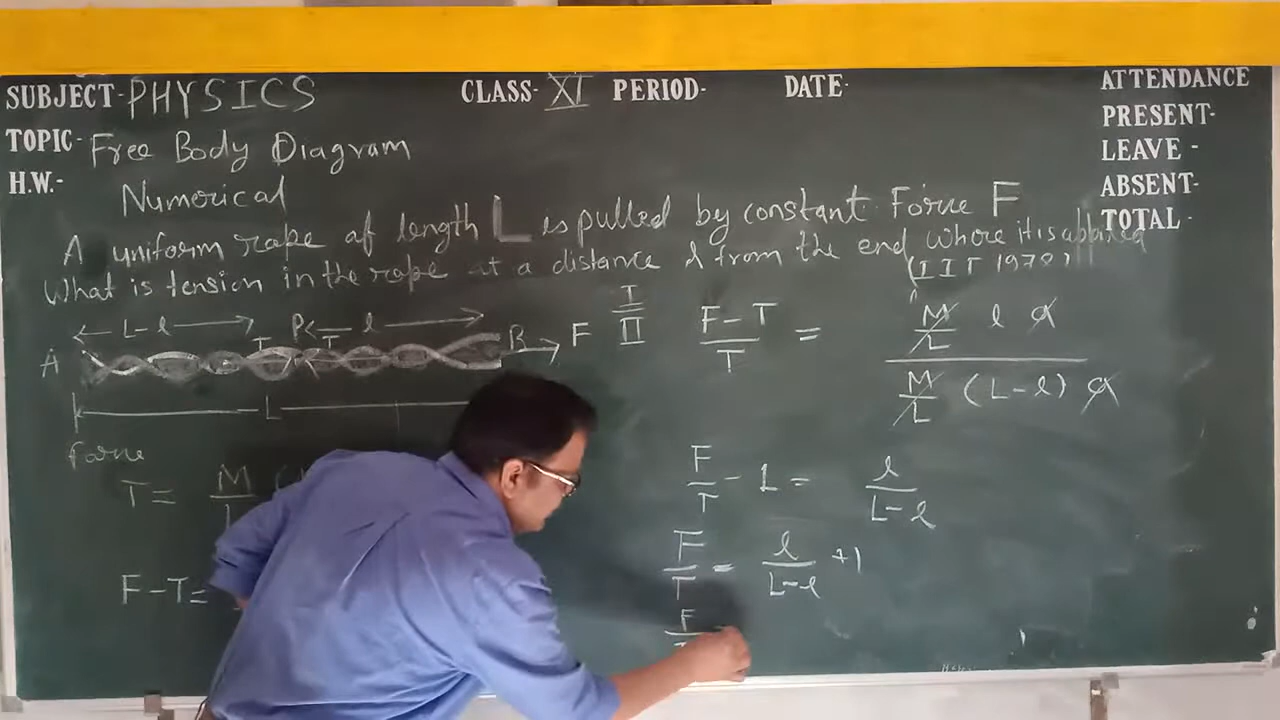 SUBJECT-PHYSICS CLASS-XI PERIOD- DATE- ATTENDANCE
PRESENT-
TOPIC-Free Body Diagram LEAVE -
H.W.- ABSENT-
Numerical TOTAL-
A uniform rope of length L is pulled by constant Force F
What is tension in the rope at a distance l from the end where it is applied
(IIT 1978)
← L-l → P ← l →
A T T B → F
L
Force
T = M
F-T=
I/II (F-T)/T = (M/L l a)/(M/L (L-l) a)
F/T - L = l/(L-l)
F/T = l/(L-l) +1
F